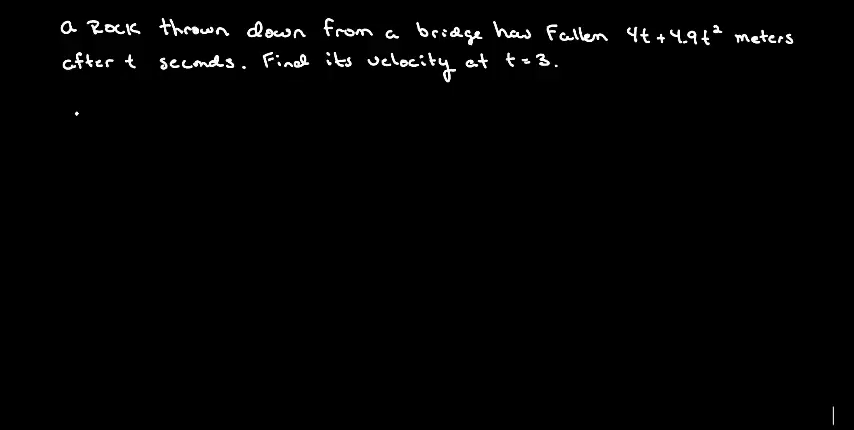 a Rock thrown down from a bridge has Fallen 4t + 4.9t² meters
after t seconds. Find its velocity at t = 3.